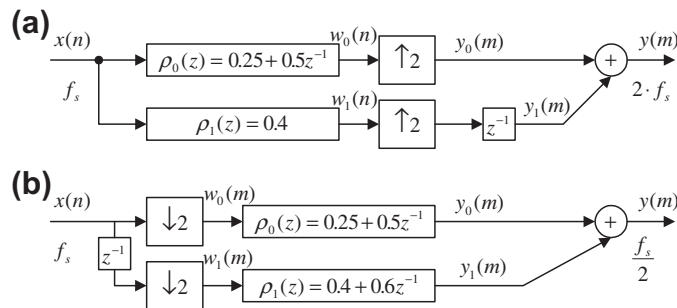 (a)
x(n)
f_s
ρ_0(z) = 0.25 + 0.5z^{-1}
w_0(n)
↑2
y_0(m)
+
y(m)
2·f_s
ρ_1(z) = 0.4
w_1(n)
↑2
z^{-1}
y_1(m)
(b)
x(n)
f_s
z^{-1}
↓2
w_0(m)
ρ_0(z) = 0.25 + 0.5z^{-1}
y_0(m)
+
y(m)
f_s
2
↓2
w_1(m)
ρ_1(z) = 0.4 + 0.6z^{-1}
y_1(m)